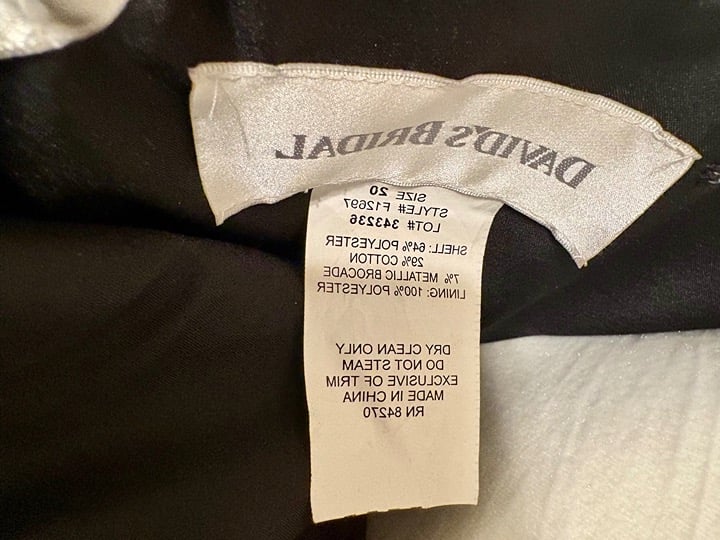 DAVID'S BRIDAL
SIZE 20
STYLE# F12697
LOT# 343236
SHELL: 64% POLYESTER
29% COTTON
7% METALLIC BROCADE
LINING: 100% POLYESTER
DRY CLEAN ONLY
DO NOT STEAM
EXCLUSIVE OF TRIM
MADE IN CHINA
RN 84270